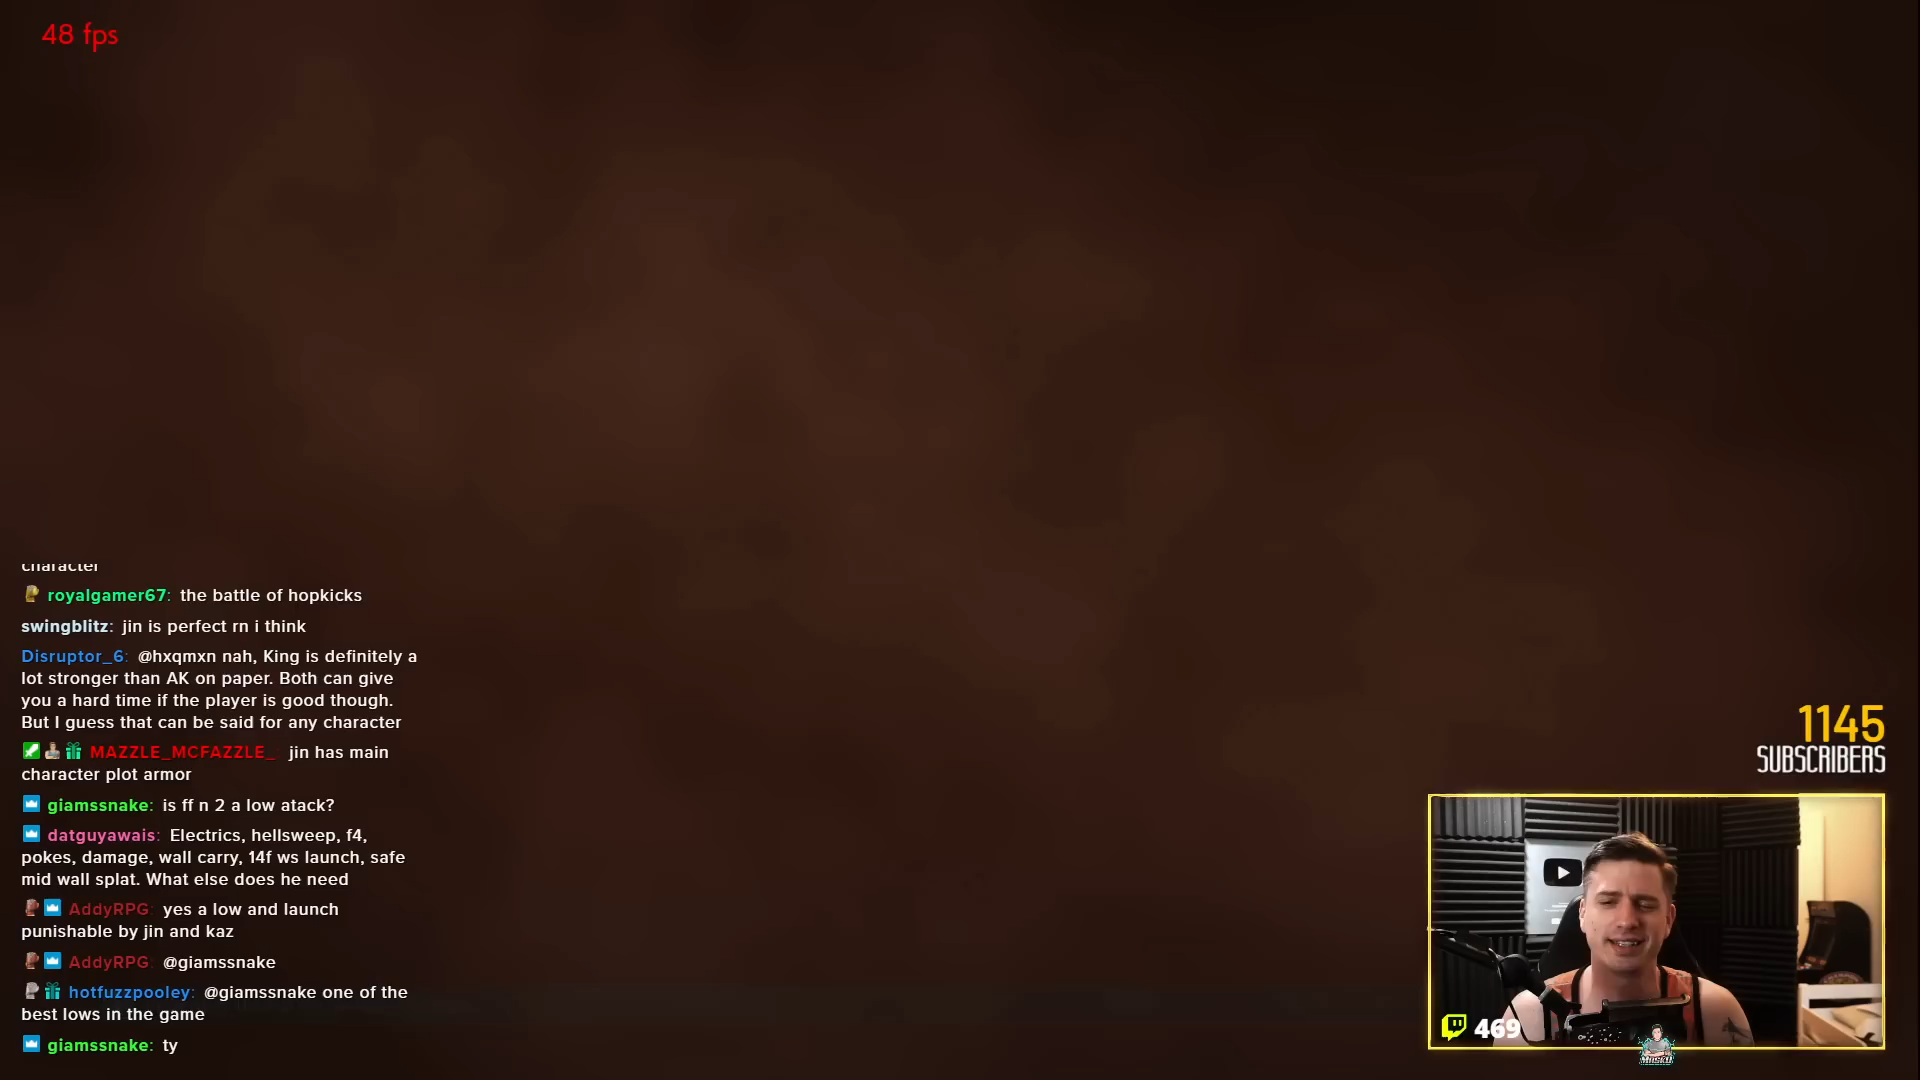 48 fps
character
royalgamer67: the battle of hopkicks
swingblitz: jin is perfect rn i think
Disruptor_6: @hxqmxn nah, King is definitely a
lot stronger than AK on paper. Both can give
you a hard time if the player is good though.
But I guess that can be said for any character
MAZZLE_MCFAZZLE_ jin has main
character plot armor
giamssnake: is ff n 2 a low atack?
datguyawais: Electrics, hellsweep, f4,
pokes, damage, wall carry, 14f ws launch, safe
mid wall splat. What else does he need
AddyRPG: yes a low and launch
punishable by jin and kaz
AddyRPG: @giamssnake
hotfuzzpooley: @giamssnake one of the
best lows in the game
giamssnake: ty
1145
SUBSCRIBERS
469